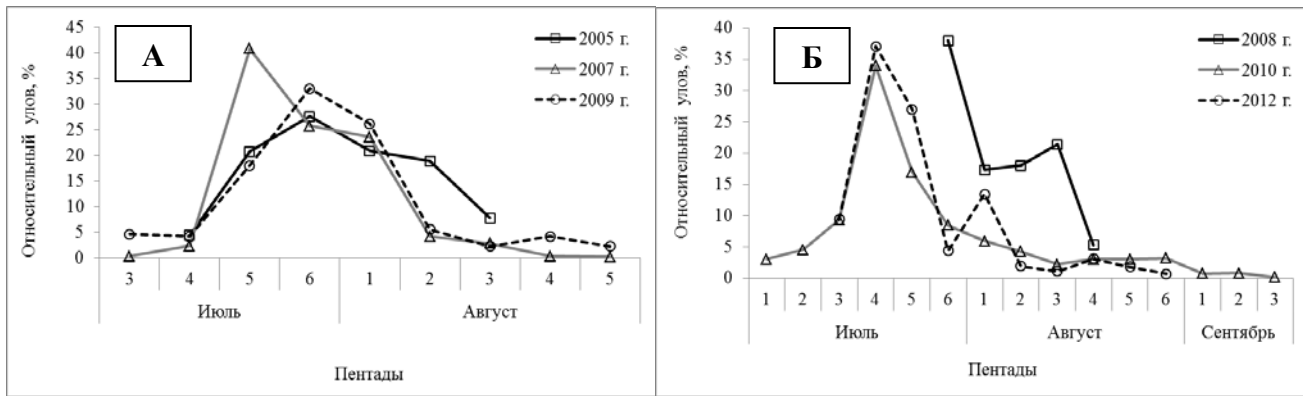 А
Относительный улов, %
45
40
35
30
25
20
15
10
5
0
2005 г.
2007 г.
2009 г.
3 4 5 6 1 2 3 4 5
Июль Август
Пентады
Б
Относительный улов, %
40
35
30
25
20
15
10
5
0
2008 г.
2010 г.
2012 г.
1 2 3 4 5 6 1 2 3 4 5 6 1 2 3
Июль Август Сентябрь
Пентады